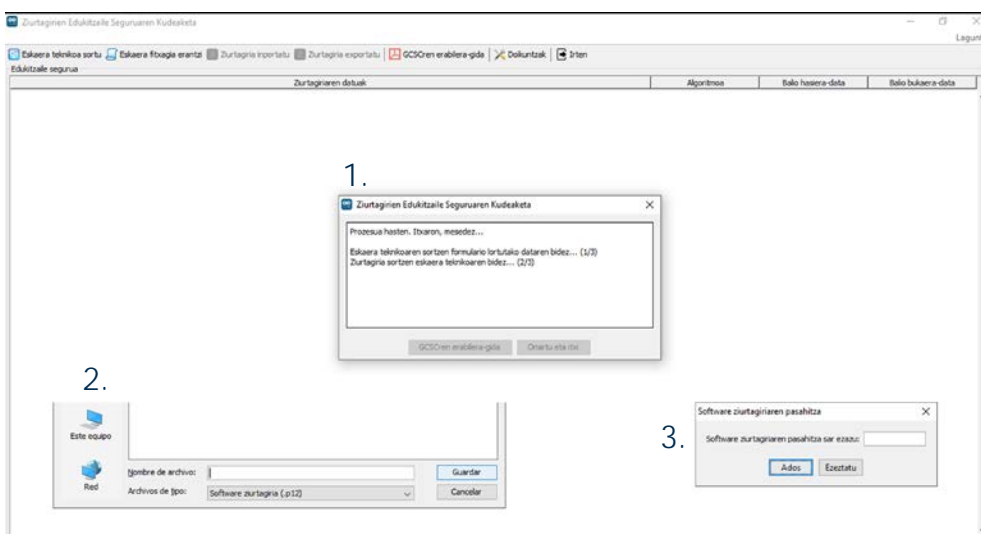 Ziurtagirien Edukitzaile Seguruaren Kudeaketa
Lagunt
Eskaera teknikoa sortu Eskaera fitxagia erantzi Ziurtagiria inportatu Ziurtagiria exportatu GCSCren erabilera-gida Doikuntzak Irten
Edukitzaile segurua
Ziurtagiriaren datuak Algoritmoa Balio hasiera-data Balio bukaera-data
1.
Ziurtagirien Edukitzaile Seguruaren Kudeaketa
Prozesua hasten. Itxaron, mesedez...
Eskaera teknikoaren sortzen formulario lortutako dataren bidez... (1/3)
Ziurtagiria sortzen eskaera teknikoaren bidez... (2/3)
GCSCren erabilera-gida Onartu eta itxi
2.
Este equipo
Red
Nombre de archivo: Guardar
Archivos de tipo: Software ziurtagiria (.p12) Cancelar
3.
Software ziurtagiriaren pasahitza
Software ziurtagiriaren pasahitza sar ezazu:
Ados Ezeztatu